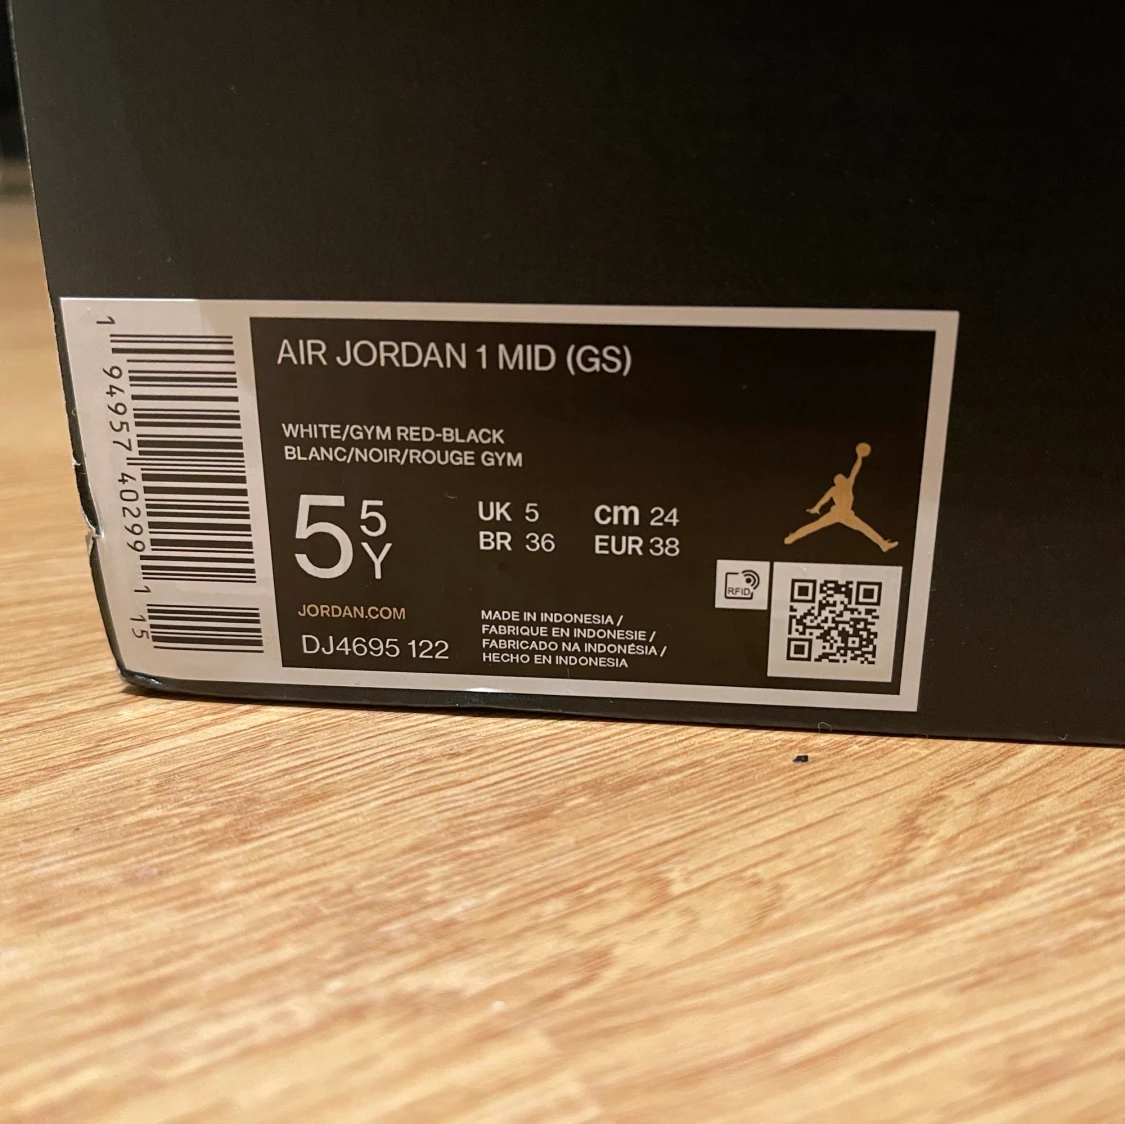 AIR JORDAN 1 MID (GS)
WHITE/GYM RED-BLACK
BLANC/NOIR/ROUGE GYM
5 5 Y
UK 5
BR 36
cm 24
EUR 38
JORDAN.COM
DJ4695 122
MADE IN INDONESIA /
FABRIQUE EN INDONESIE /
FABRICADO NA INDONÉSIA /
HECHO EN INDONESIA
RFID
1 94957 40299 1 15